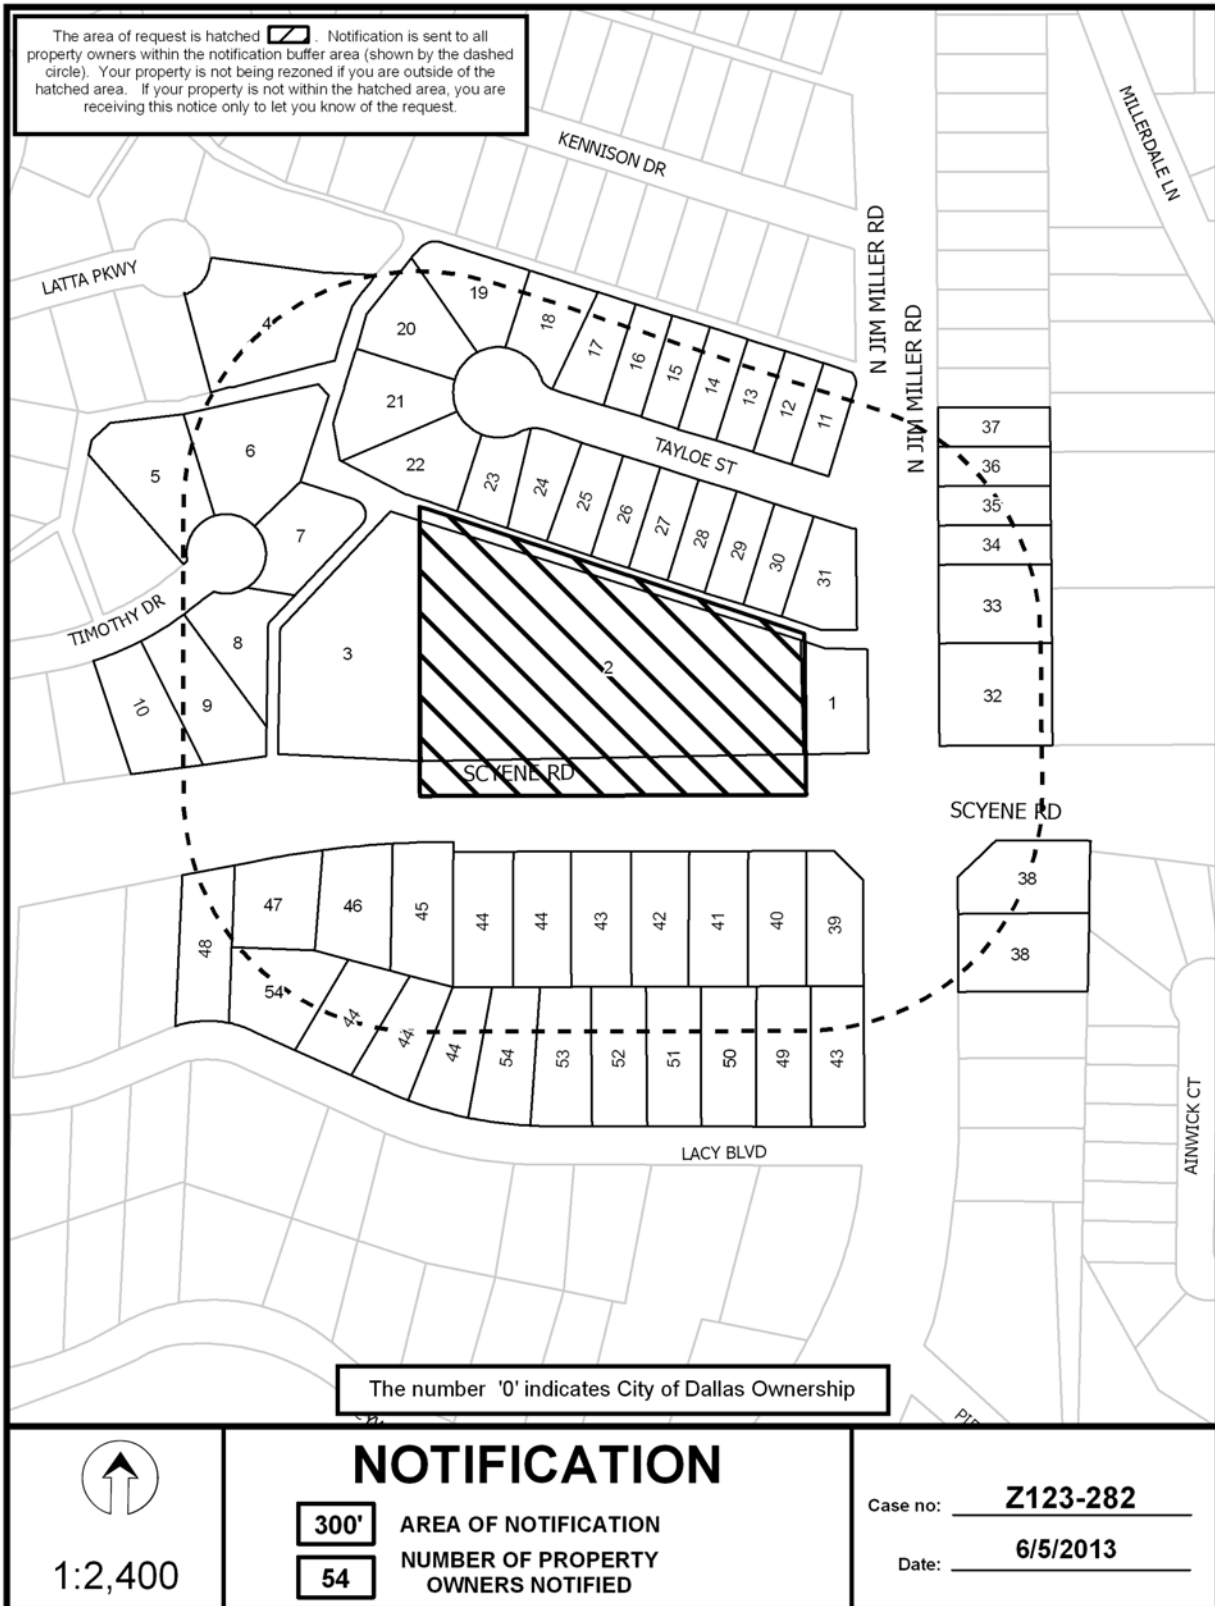 The area of request is hatched . Notification is sent to all
property owners within the notification buffer area (shown by the dashed
circle). Your property is not being rezoned if you are outside of the
hatched area. If your property is not within the hatched area, you are
receiving this notice only to let you know of the request.
KENNISON DR
MILLERDALE LN
LATTA PKWY
N JIM MILLER RD
N JIM MILLER RD
4
19
20
18
17
16
15
14
13
12
11
21
22
TAYLOE ST
37
36
35
34
33
32
5
6
7
23
24
25
26
27
28
29
30
31
TIMOTHY DR
8
9
10
3
2
1
SCYENE RD
SCYENE RD
48
47
46
45
44
44
43
42
41
40
39
38
38
54
44
44
44
54
53
52
51
50
49
43
LACY BLVD
AINWICK CT
The number '0' indicates City of Dallas Ownership
1:2,400
NOTIFICATION
300' AREA OF NOTIFICATION
54 NUMBER OF PROPERTY
OWNERS NOTIFIED
Case no: Z123-282
Date: 6/5/2013